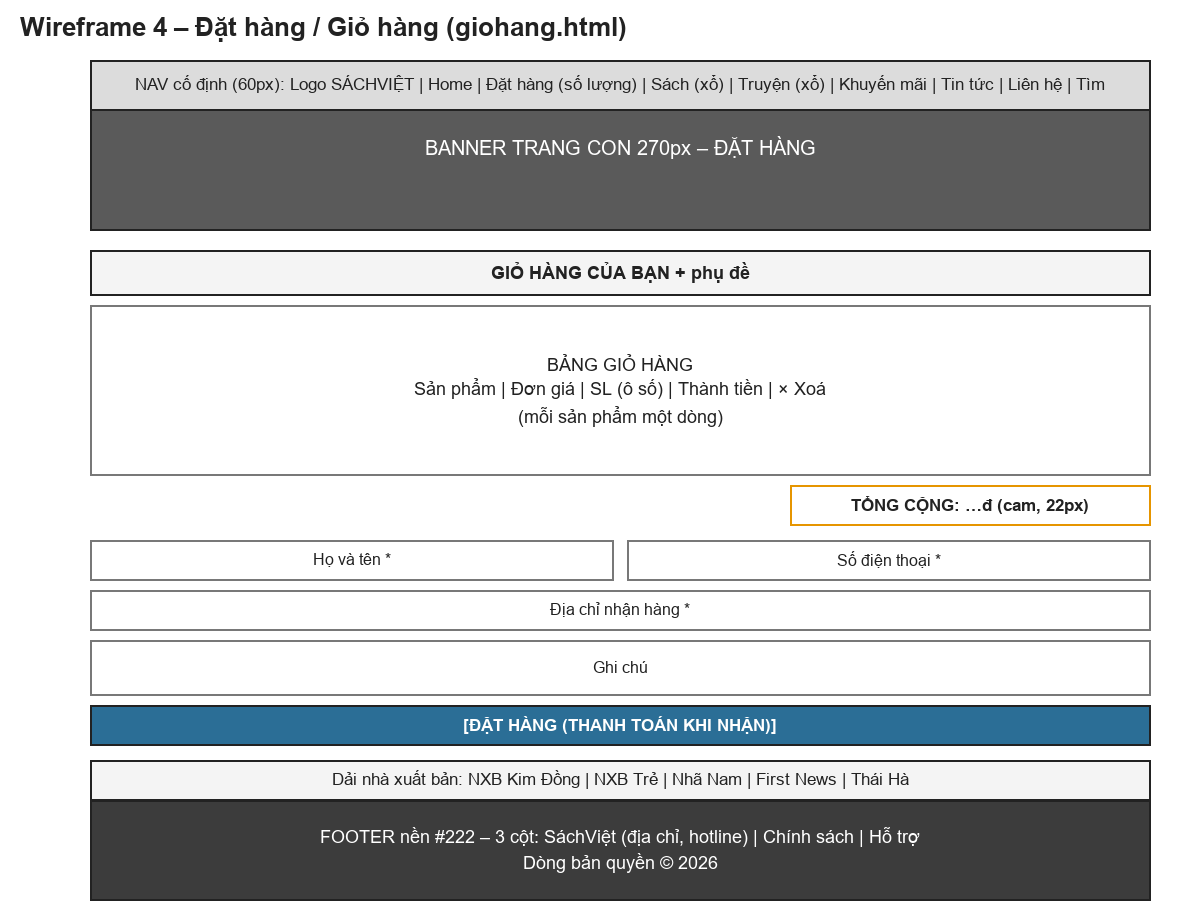 Wireframe 4 – Đặt hàng / Giỏ hàng (giohang.html)
NAV cố định (60px): Logo SÁCHVIỆT | Home | Đặt hàng (số lượng) | Sách (xổ) | Truyện (xổ) | Khuyến mãi | Tin tức | Liên hệ | Tìm
BANNER TRANG CON 270px – ĐẶT HÀNG
GIỎ HÀNG CỦA BẠN + phụ đề
BẢNG GIỎ HÀNG
Sản phẩm | Đơn giá | SL (ô số) | Thành tiền | × Xoá
(mỗi sản phẩm một dòng)
TỔNG CỘNG: …đ (cam, 22px)
Họ và tên *
Số điện thoại *
Địa chỉ nhận hàng *
Ghi chú
[ĐẶT HÀNG (THANH TOÁN KHI NHẬN)]
Dải nhà xuất bản: NXB Kim Đồng | NXB Trẻ | Nhã Nam | First News | Thái Hà
FOOTER nền #222 – 3 cột: SáchViệt (địa chỉ, hotline) | Chính sách | Hỗ trợ
Dòng bản quyền © 2026